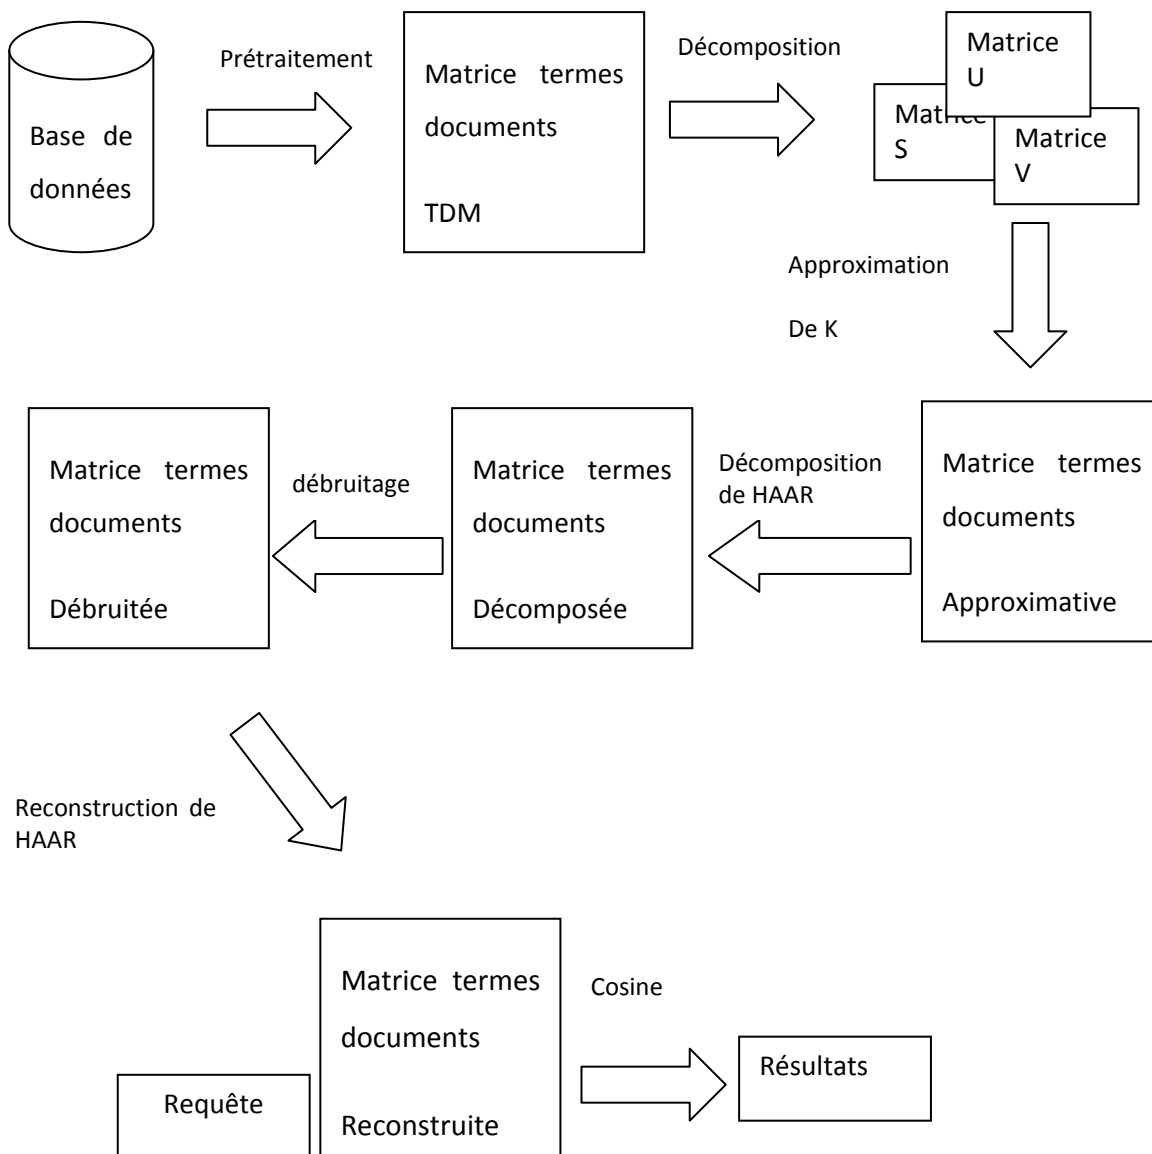 Base de
données
Prétraitement
Matrice termes
documents
TDM
Décomposition
Matrice
U
Matrice
S
Matrice
V
Approximation
De K
Matrice termes
documents
Approximative
Décomposition
de HAAR
Matrice termes
documents
Décomposée
débruitage
Matrice termes
documents
Débruitée
Reconstruction de
HAAR
Matrice termes
documents
Reconstruite
Requête
Cosine
Résultats